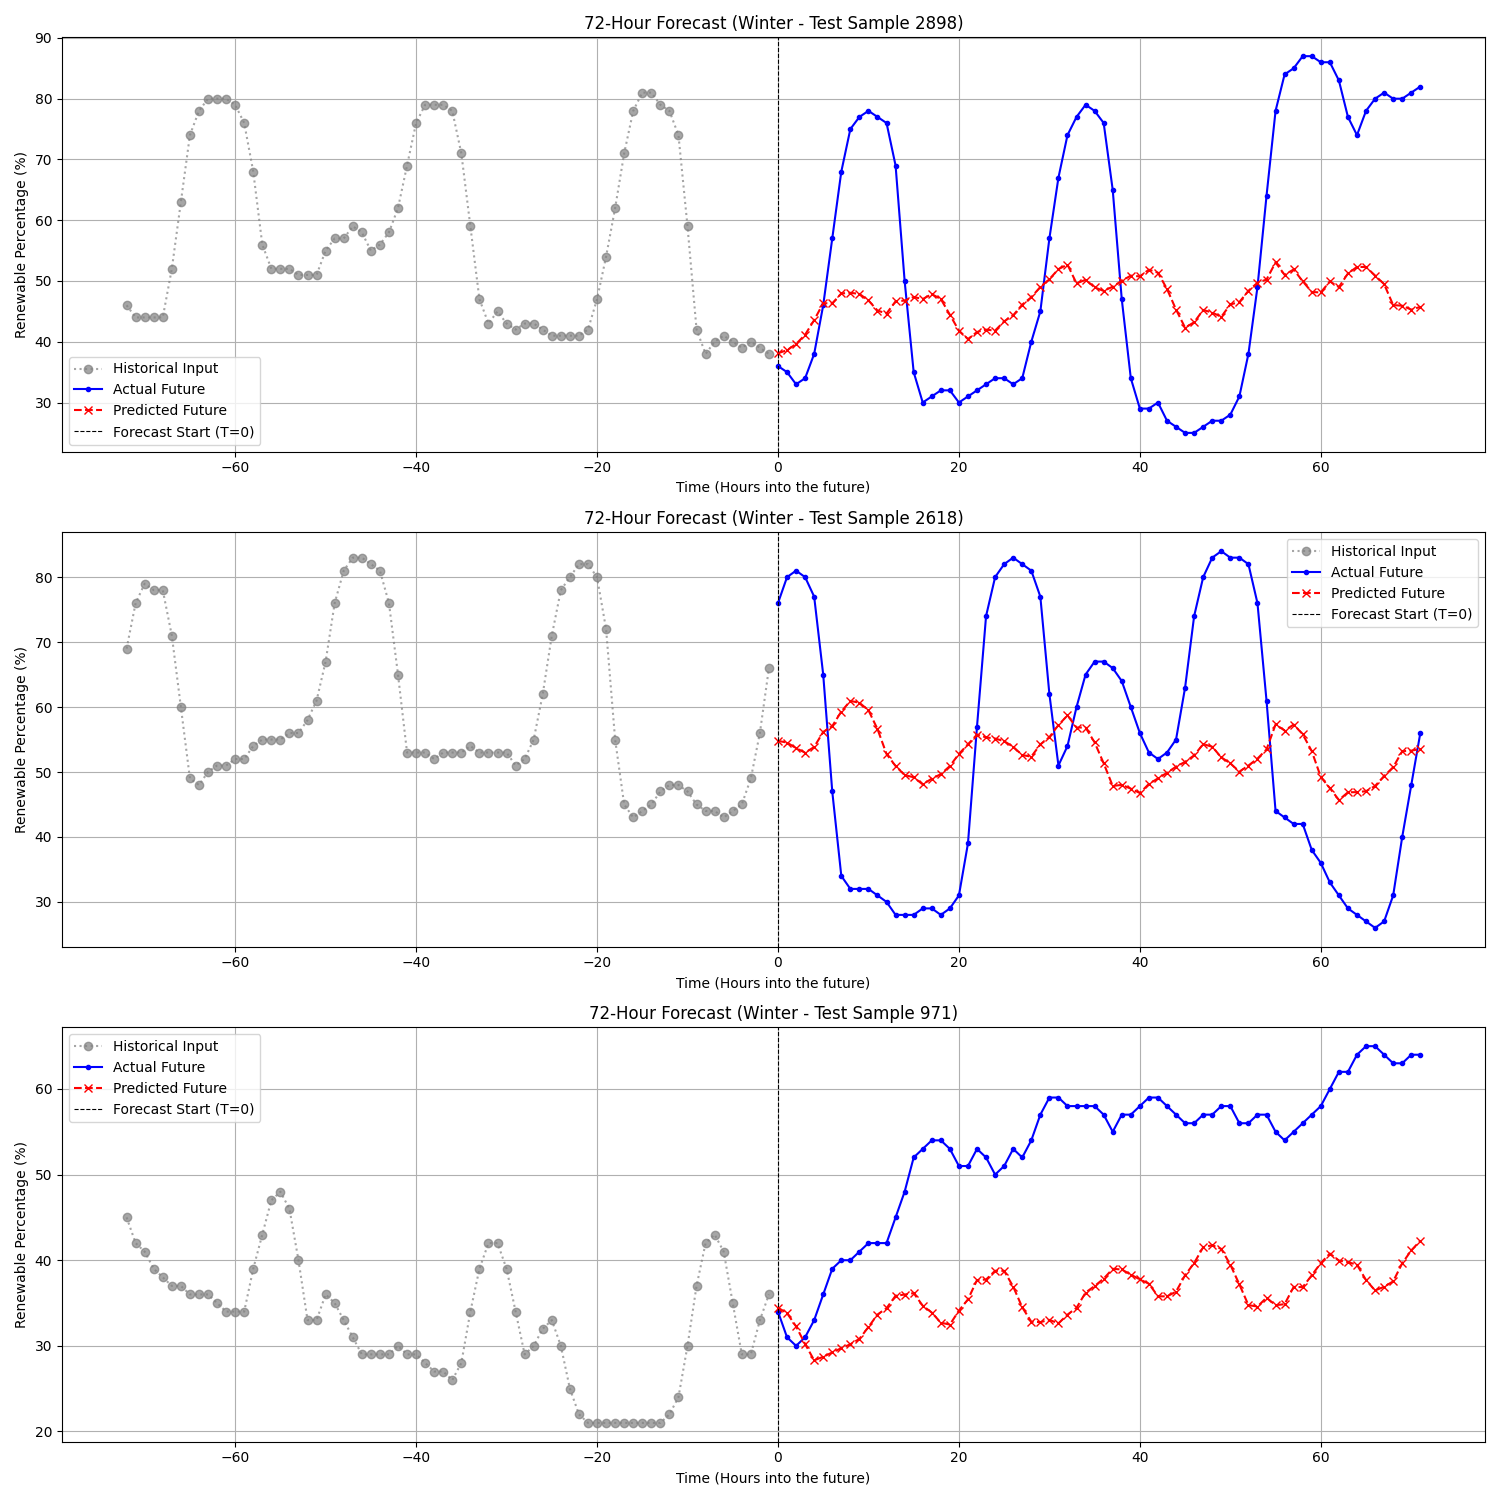 72-Hour Forecast (Winter - Test Sample 2898)
Renewable Percentage (%)
90
80
70
60
50
40
30
Historical Input
Actual Future
Predicted Future
Forecast Start (T=0)
−60 −40 −20 0 20 40 60
Time (Hours into the future)
72-Hour Forecast (Winter - Test Sample 2618)
Renewable Percentage (%)
80
70
60
50
40
30
Historical Input
Actual Future
Predicted Future
Forecast Start (T=0)
−60 −40 −20 0 20 40 60
Time (Hours into the future)
72-Hour Forecast (Winter - Test Sample 971)
Renewable Percentage (%)
60
50
40
30
20
Historical Input
Actual Future
Predicted Future
Forecast Start (T=0)
−60 −40 −20 0 20 40 60
Time (Hours into the future)